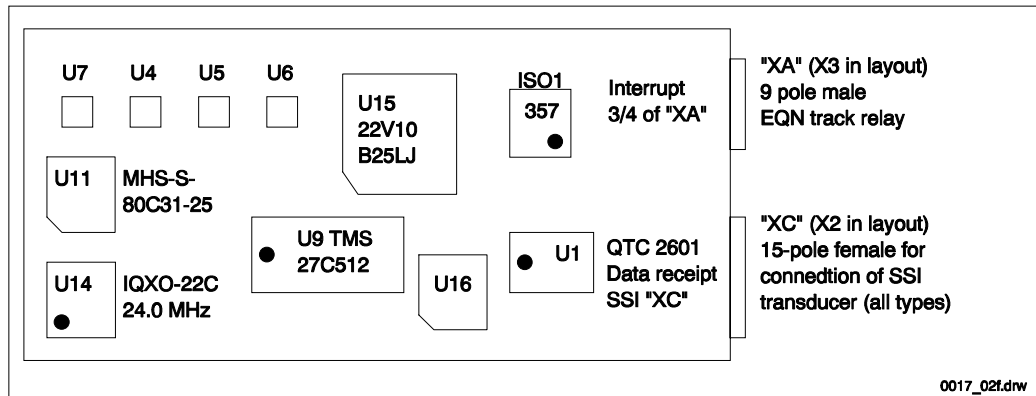 U7
U4
U5
U6
U15
22V10
B25LJ
ISO1
357
Interrupt
3/4 of "XA"
"XA" (X3 in layout)
9 pole male
EQN track relay
U11
MHS-S-
80C31-25
U9 TMS
27C512
U14
IQXO-22C
24.0 MHz
U16
U1
QTC 2601
Data receipt
SSI "XC"
"XC" (X2 in layout)
15-pole female for
connedtion of SSI
transducer (all types)
0017_02f.drw